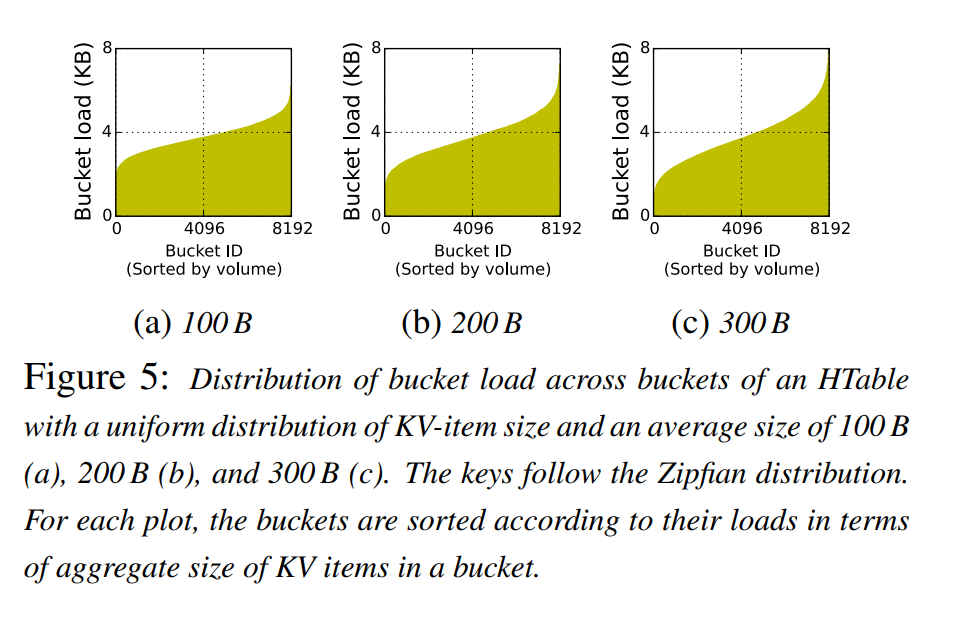 8
4
0
Bucket load (KB)
0 4096 8192
Bucket ID
(Sorted by volume)
(a) 100 B
8
4
0
Bucket load (KB)
0 4096 8192
Bucket ID
(Sorted by volume)
(b) 200 B
8
4
0
Bucket load (KB)
0 4096 8192
Bucket ID
(Sorted by volume)
(c) 300 B
Figure 5: Distribution of bucket load across buckets of an HTable
with a uniform distribution of KV-item size and an average size of 100 B
(a), 200 B (b), and 300 B (c). The keys follow the Zipfian distribution.
For each plot, the buckets are sorted according to their loads in terms
of aggregate size of KV items in a bucket.